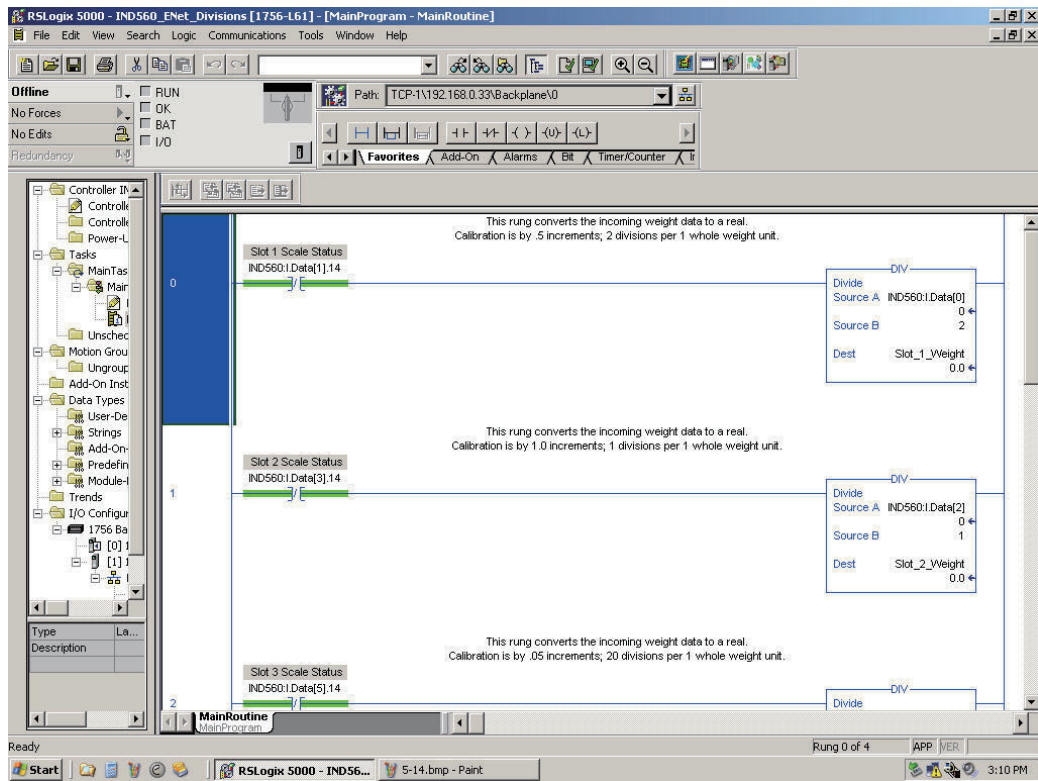 RSLogix 5000 - IND560_ENet_Divisions [1756-L61] - [MainProgram - MainRoutine]
File Edit View Search Logic Communications Tools Window Help
Offline
RUN
No Forces
OK
No Edits
BAT
Redundancy
I/O
Path: TCP-1\192.168.0.33\Backplane\0
Favorites Add-On Alarms Bit Timer/Counter
Controller IN
Controlle
Controlle
Power-U
Tasks
MainTas
Main
Unschec
Motion Grou
Ungroup
Add-On Inst
Data Types
User-De
Strings
Add-On-
Predefin
Module-I
Trends
I/O Configur
1756 Ba
[0] 1
[1] 1
Type La...
Description
This rung converts the incoming weight data to a real.
Calibration is by .5 increments; 2 divisions per 1 whole weight unit.
Slot 1 Scale Status
IND560:I.Data[1].14
0
DIV
Divide
Source A IND560:I.Data[0]
0
Source B 2
Dest Slot_1_Weight
0.0
This rung converts the incoming weight data to a real.
Calibration is by 1.0 increments; 1 divisions per 1 whole weight unit.
Slot 2 Scale Status
IND560:I.Data[3].14
1
DIV
Divide
Source A IND560:I.Data[2]
0
Source B 1
Dest Slot_2_Weight
0.0
This rung converts the incoming weight data to a real.
Calibration is by .05 increments; 20 divisions per 1 whole weight unit.
Slot 3 Scale Status
IND560:I.Data[5].14
2
DIV
Divide
MainRoutine
MainProgram
Ready
Rung 0 of 4 APP VER
Start RSLogix 5000 - IND56... 5-14.bmp - Paint 3:10 PM